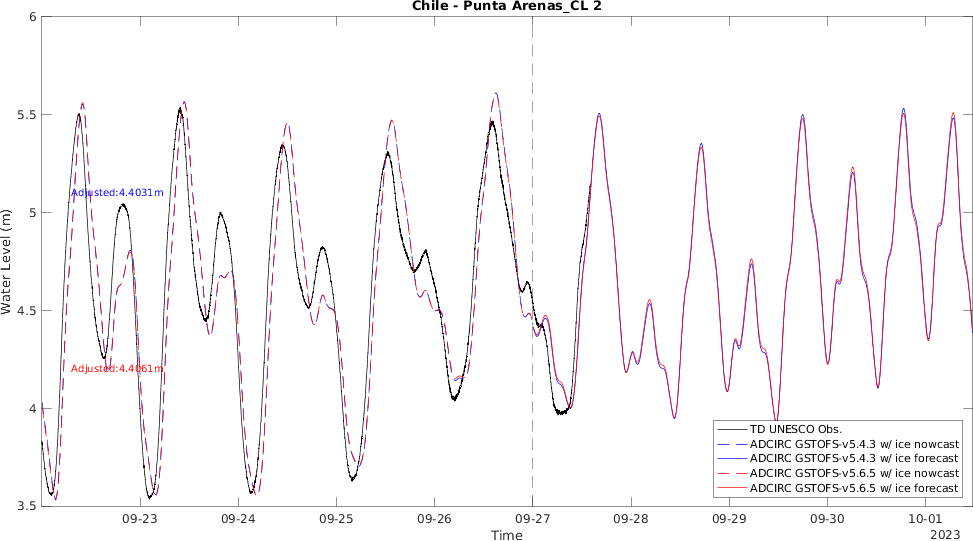 Chile - Punta Arenas_CL 2
6
5.5
5
4.5
4
3.5
Water Level (m)
Adjusted:4.4031m
Adjusted:4.4061m
TD UNESCO Obs.
ADCIRC GSTOFS-v5.4.3 w/ ice nowcast
ADCIRC GSTOFS-v5.4.3 w/ ice forecast
ADCIRC GSTOFS-v5.6.5 w/ ice nowcast
ADCIRC GSTOFS-v5.6.5 w/ ice forecast
09-23 09-24 09-25 09-26 09-27 09-28 09-29 09-30 10-01
Time
2023